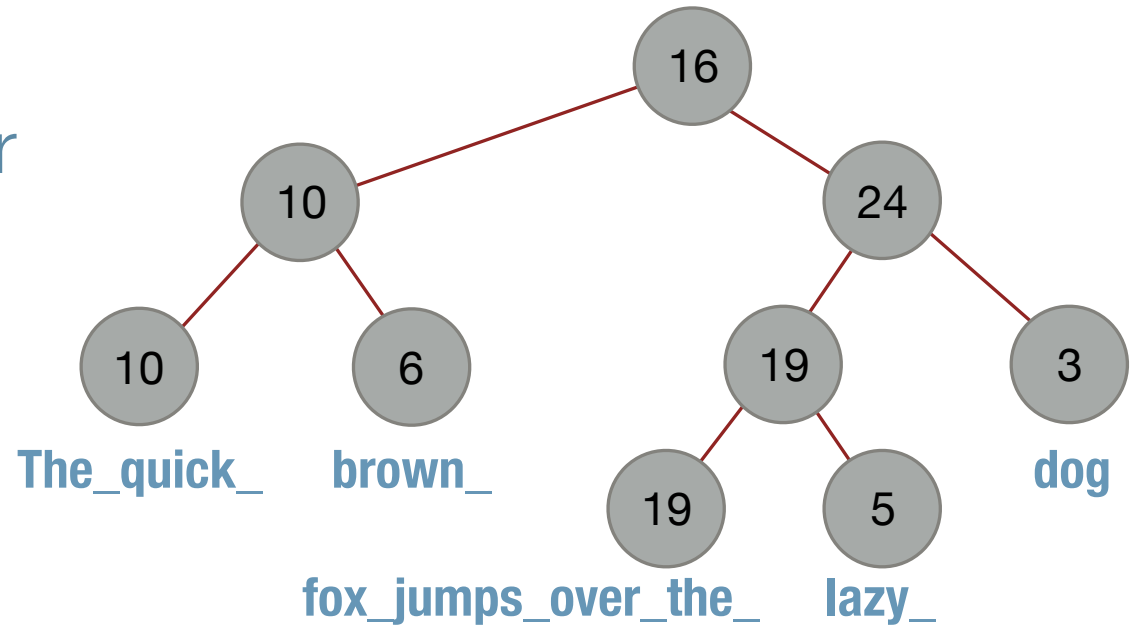 16
r
10 24
10 6 19 3
The_quick_ brown_ dog
19 5
fox_jumps_over_the_ lazy_